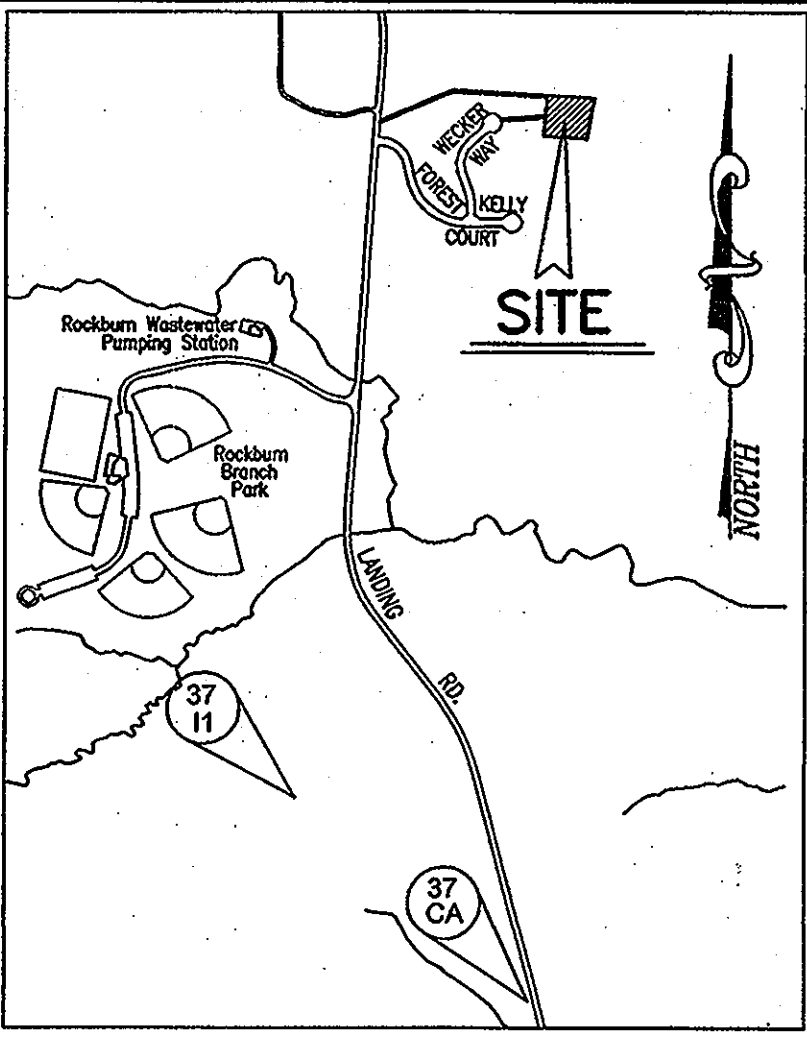 WECKER
WAY
FOREST
KELLY
COURT
SITE
Rockburn Wastewater
Pumping Station
Rockburn
Branch
Park
NORTH
LANDING
RD.
37
I1
37
CA